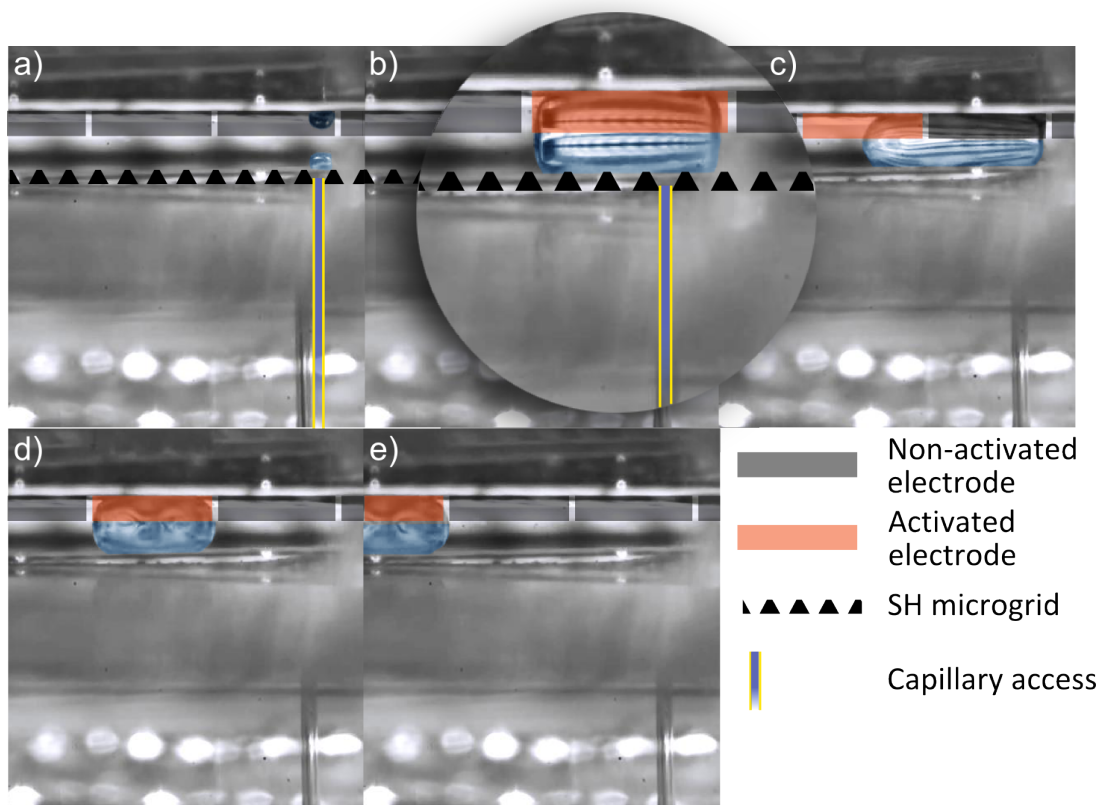 a)
b)
c)
d)
e)
Non-activated
electrode
Activated
electrode
SH microgrid
Capillary access